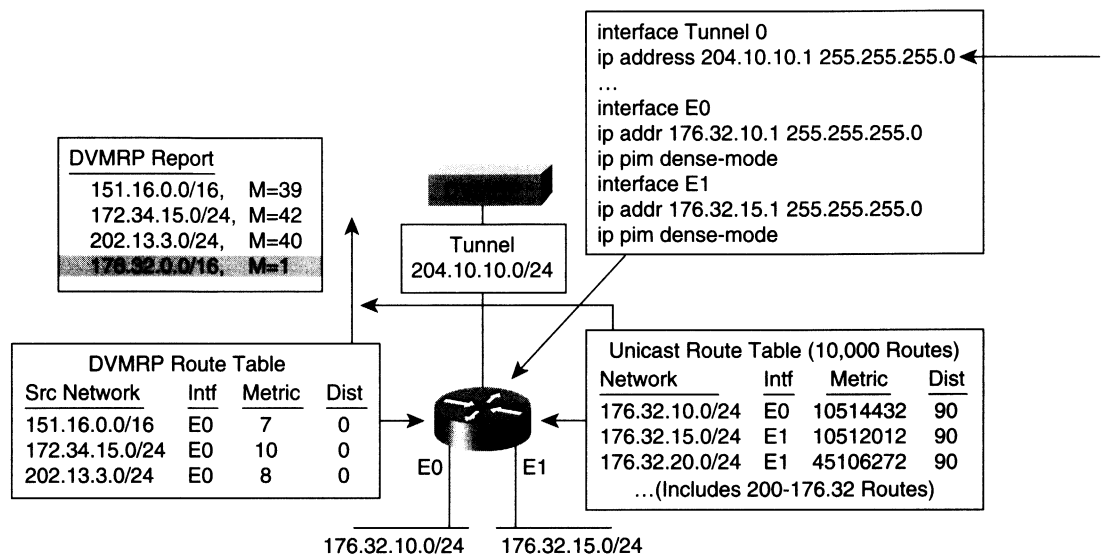 interface Tunnel 0
ip address 204.10.10.1 255.255.255.0
...
interface E0
ip addr 176.32.10.1 255.255.255.0
ip pim dense-mode
interface E1
ip addr 176.32.15.1 255.255.255.0
ip pim dense-mode
DVMRP Report
151.16.0.0/16, M=39
172.34.15.0/24, M=42
202.13.3.0/24, M=40
176.32.0.0/16, M=1
Tunnel
204.10.10.0/24
DVMRP Route Table
Src Network Intf Metric Dist
151.16.0.0/16 E0 7 0
172.34.15.0/24 E0 10 0
202.13.3.0/24 E0 8 0
Unicast Route Table (10,000 Routes)
Network Intf Metric Dist
176.32.10.0/24 E0 10514432 90
176.32.15.0/24 E1 10512012 90
176.32.20.0/24 E1 45106272 90
...(Includes 200-176.32 Routes)
E0 E1
176.32.10.0/24 176.32.15.0/24